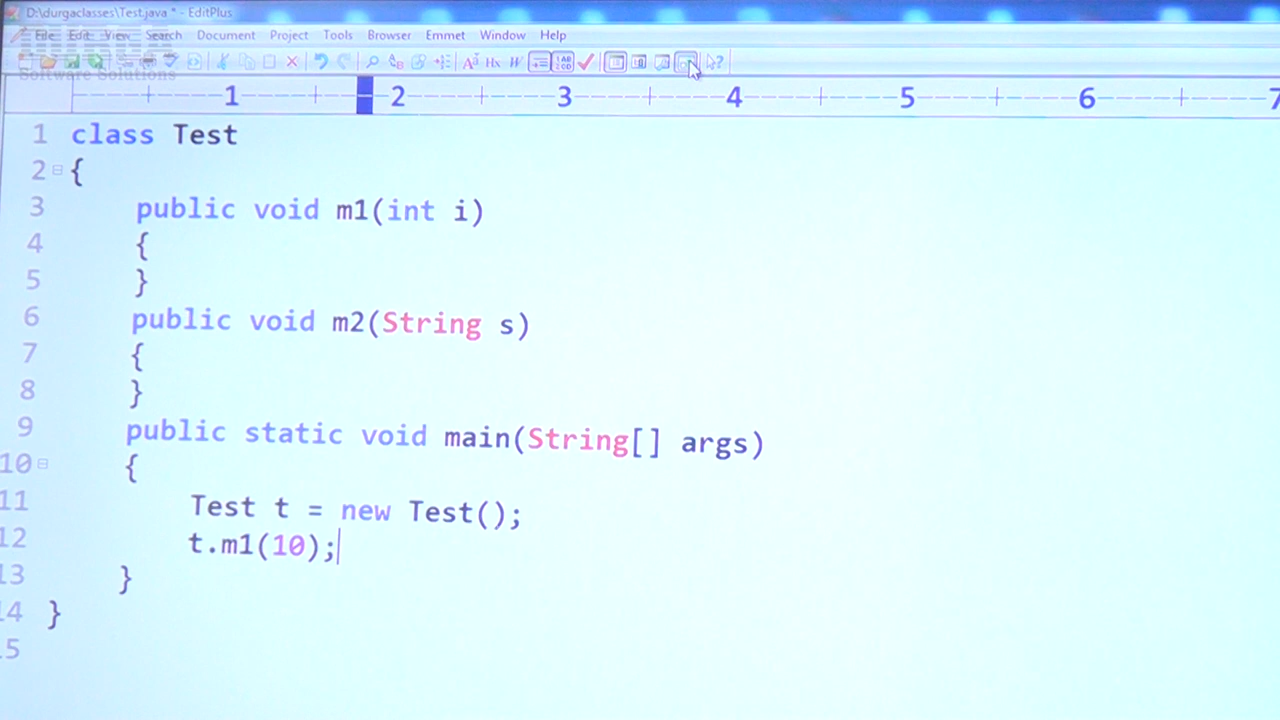 D:\durgaclasses\Test.java * - EditPlus
File Edit View Search Document Project Tools Browser Emmet Window Help
Software Solutions
1 2 3 4 5 6 7
1 class Test
2 {
3 public void m1(int i)
4 {
5 }
6 public void m2(String s)
7 {
8 }
9 public static void main(String[] args)
10 {
11 Test t = new Test();
12 t.m1(10);
13 }
14 }
15